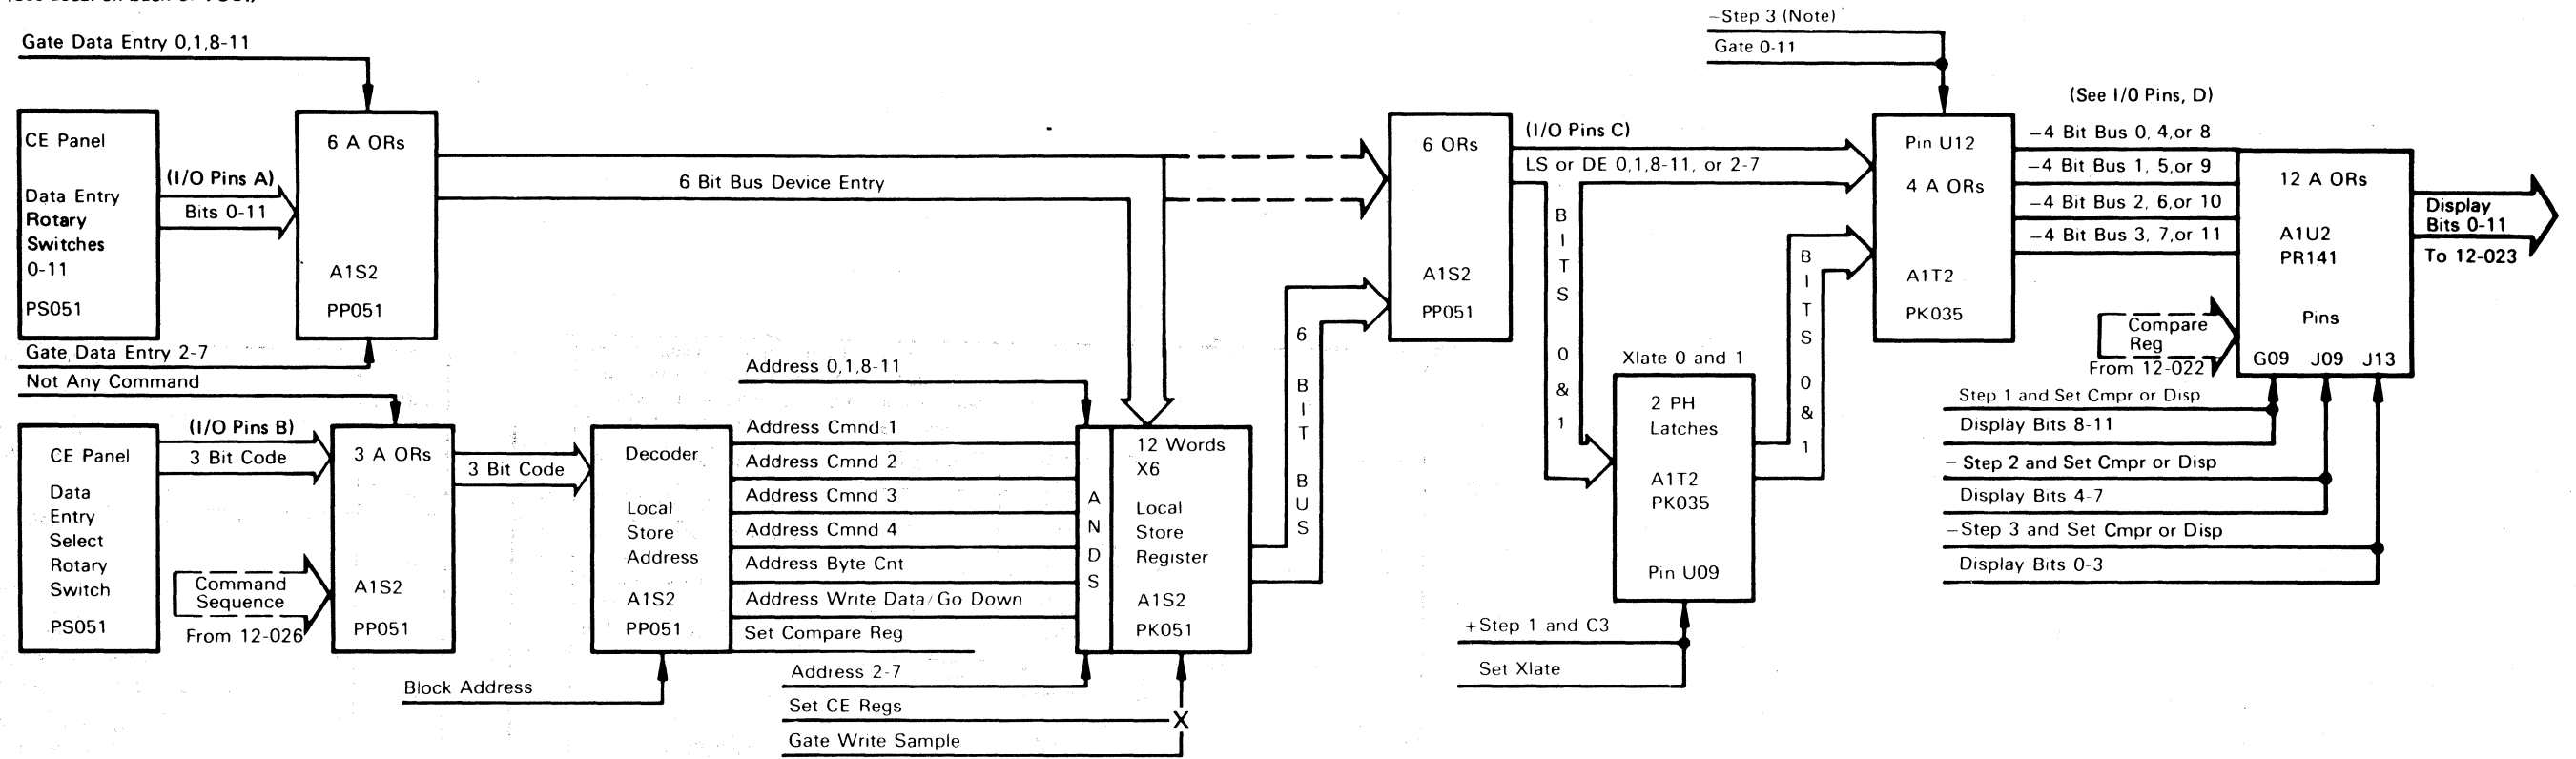 Gate Data Entry 0,1,8-11
CE Panel
Data Entry
Rotary
Switches
0-11
PS051
(I/O Pins A)
Bits 0-11
6 A ORs
A1S2
PP051
Gate Data Entry 2-7
Not Any Command
6 Bit Bus Device Entry
CE Panel
Data
Entry
Select
Rotary
Switch
PS051
(I/O Pins B)
3 Bit Code
Command
Sequence
From 12-026
3 A ORs
A1S2
PP051
3 Bit Code
Decoder
Local
Store
Address
A1S2
PP051
Block Address
Address 0,1,8-11
Address Cmnd 1
Address Cmnd 2
Address Cmnd 3
Address Cmnd 4
Address Byte Cnt
Address Write Data/Go Down
Set Compare Reg
Address 2-7
Set CE Regs
X
Gate Write Sample
ANDS
12 Words
X6
Local
Store
Register
A1S2
PK051
6 BIT BUS
6 ORs
A1S2
PP051
(I/O Pins C)
LS or DE 0,1,8-11, or 2-7
BITS 0&1
Xlate 0 and 1
2 PH
Latches
A1T2
PK035
Pin U09
+Step 1 and C3
Set Xlate
BITS 0&1
-Step 3 (Note)
Gate 0-11
Pin U12
4 A ORs
A1T2
PK035
(See I/0 Pins, D)
-4 Bit Bus 0, 4,or 8
-4 Bit Bus 1, 5,or 9
-4 Bit Bus 2, 6,or 10
-4 Bit Bus 3, 7,or 11
12 A ORs
A1U2
PR141
Pins
G09 J09 J13
Compare
Reg
From 12-022
Step 1 and Set Cmpr or Disp
Display Bits 8-11
- Step 2 and Set Cmpr or Disp
Display Bits 4-7
-Step 3 and Set Cmpr or Disp
Display Bits 0-3
Display
Bits 0-11
To 12-023